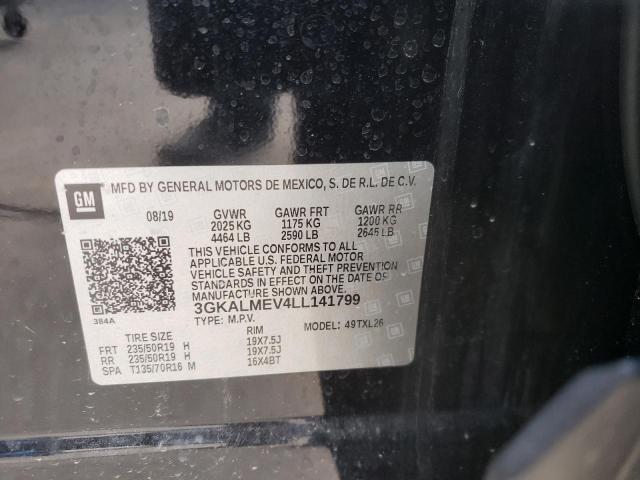 GM
MFD BY GENERAL MOTORS DE MEXICO, S. DE R.L. DE C.V.
08/19 GVWR GAWR FRT GAWR RR
2025 KG 1175 KG 1200 KG
4464 LB 2590 LB 2645 LB
THIS VEHICLE CONFORMS TO ALL
APPLICABLE U.S. FEDERAL MOTOR
VEHICLE SAFETY AND THEFT PREVENTION
STANDARDS IN EFFECT ON THE DATE OF
MANUFACTURE SHOWN ABOVE.
384A
3GKALMEV4LL141799
TYPE: M.P.V. MODEL: 49TXL26
TIRE SIZE RIM
FRT 235/50R19 H 19X7.5J
RR 235/50R19 H 19X7.5J
SPA T135/70R16 M 16X4BT